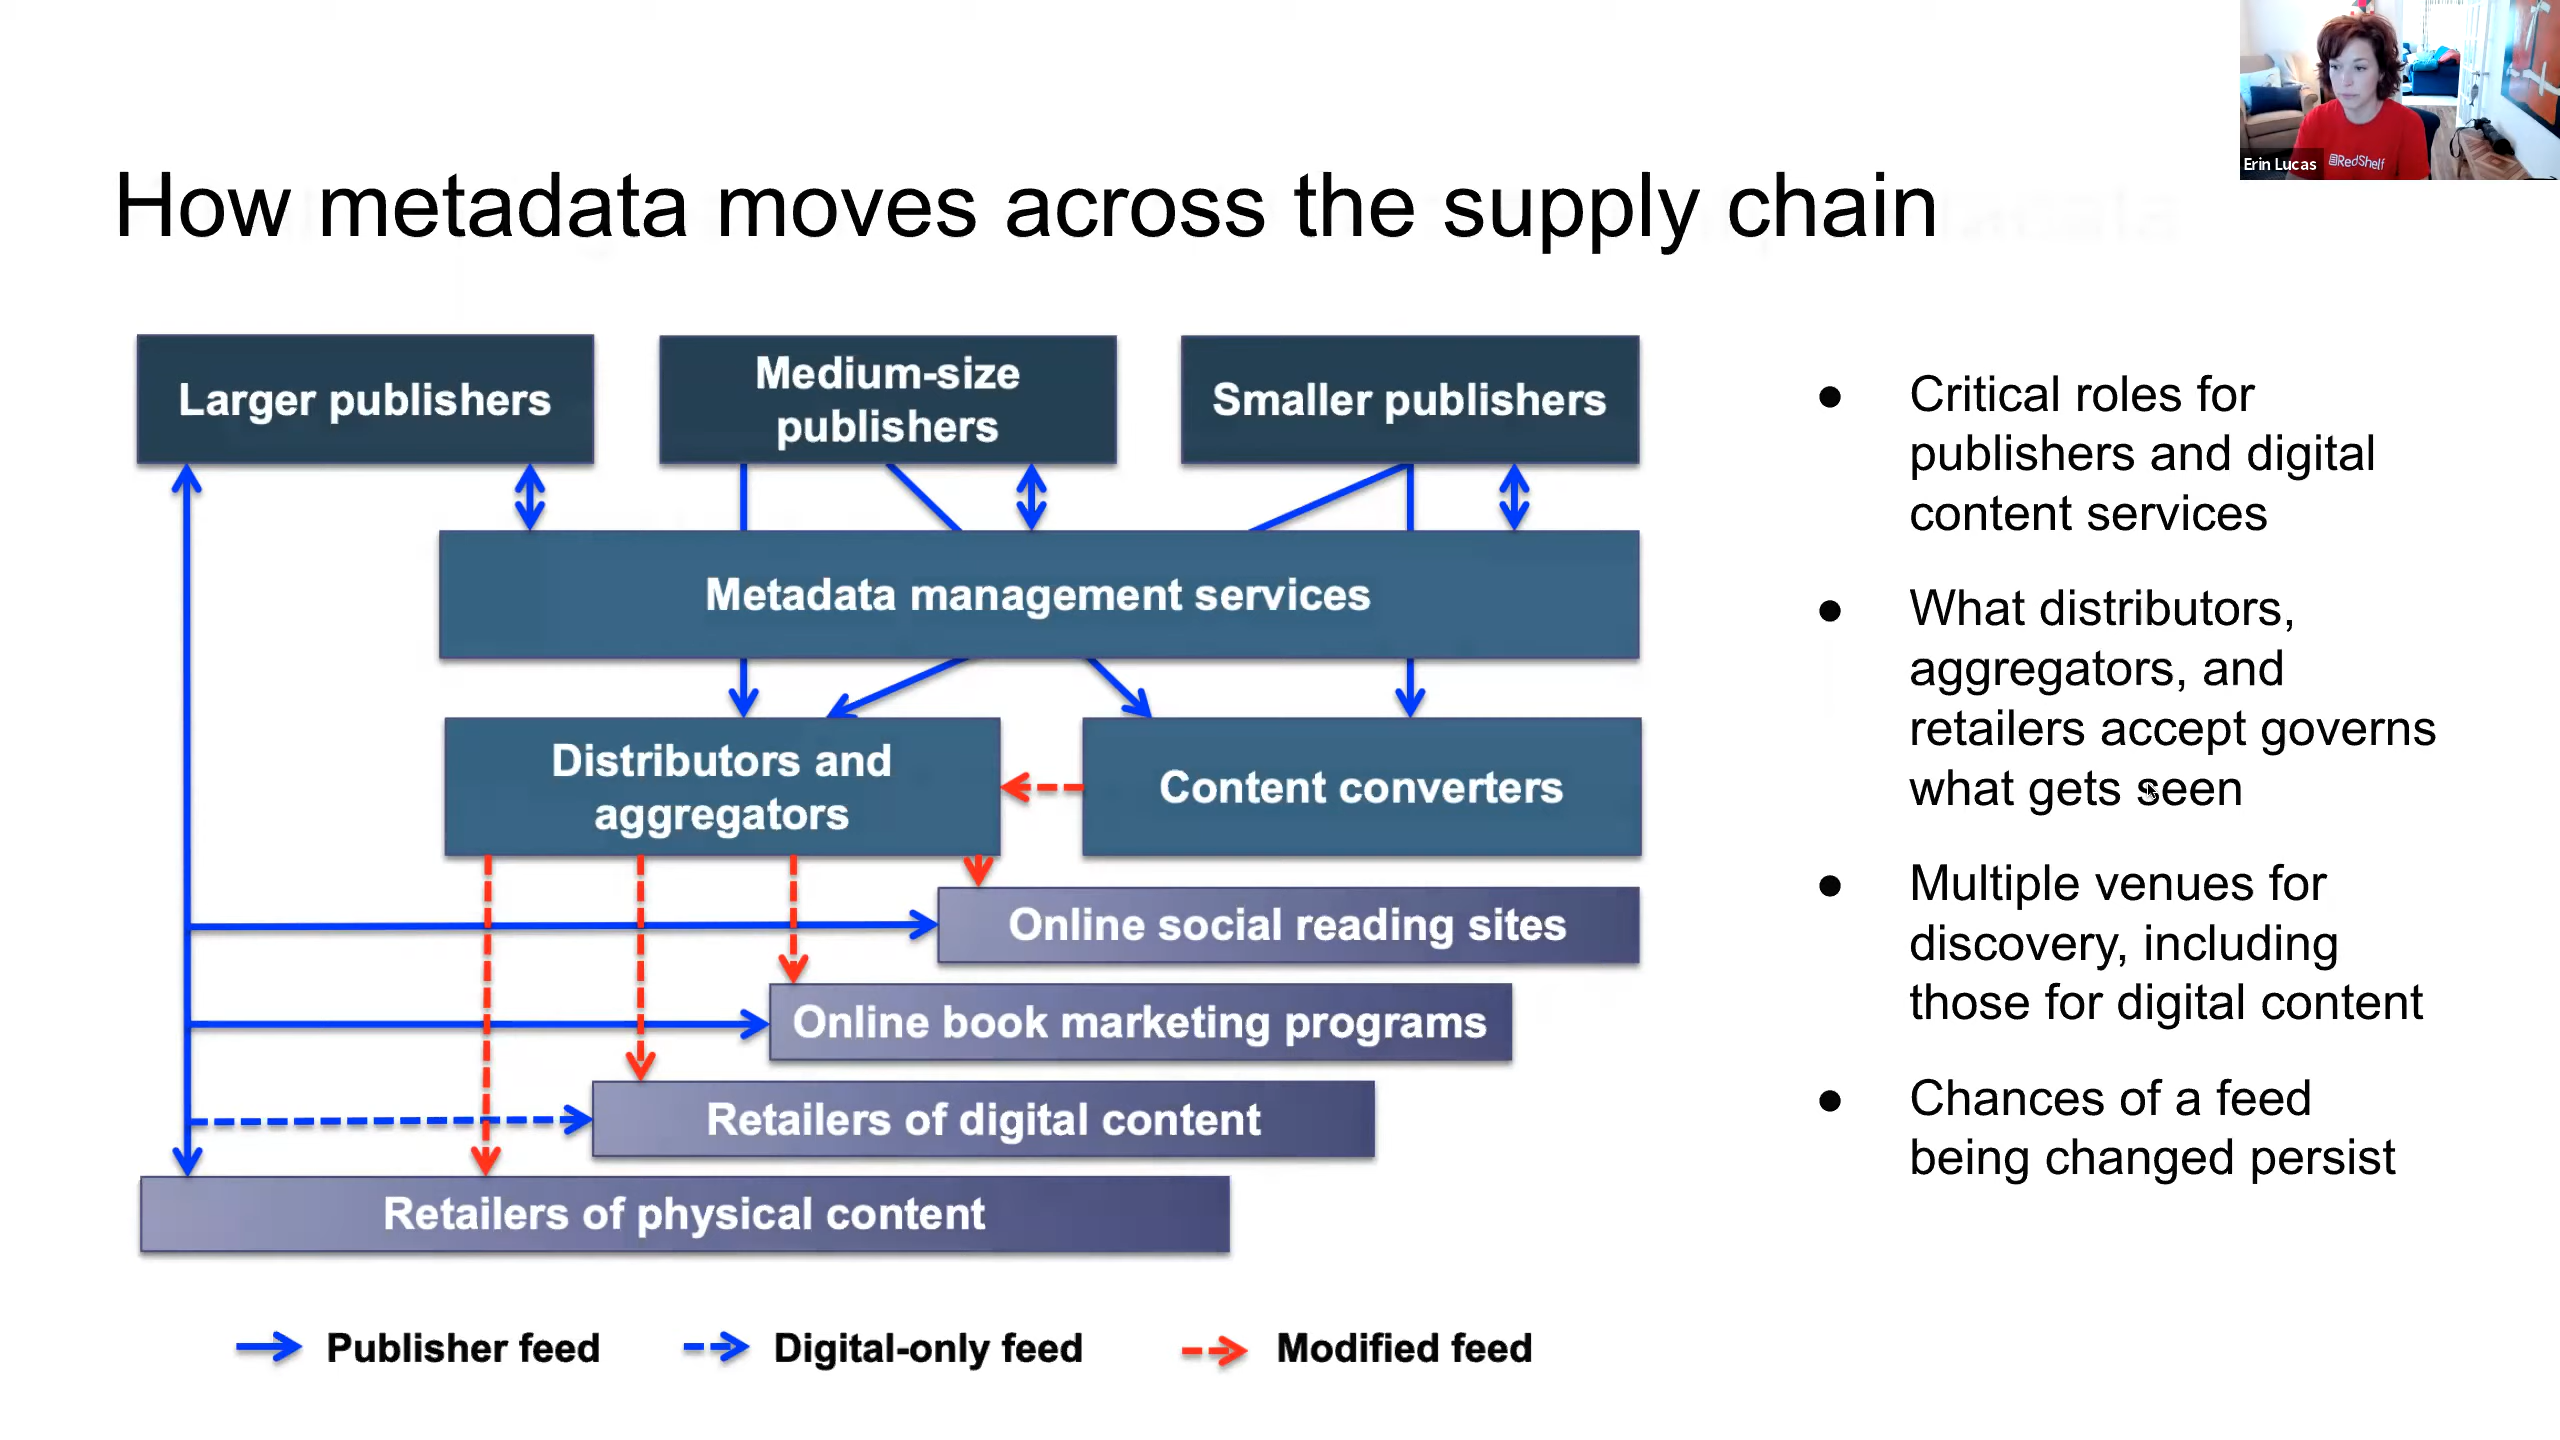 Erin Lucas
RedShelf
How metadata moves across the supply chain
Larger publishers
Medium-size
publishers
Smaller publishers
Metadata management services
Distributors and
aggregators
Content converters
Online social reading sites
Online book marketing programs
Retailers of digital content
Retailers of physical content
Publisher feed
Digital-only feed
Modified feed
● Critical roles for
publishers and digital
content services
● What distributors,
aggregators, and
retailers accept governs
what gets seen
● Multiple venues for
discovery, including
those for digital content
● Chances of a feed
being changed persist